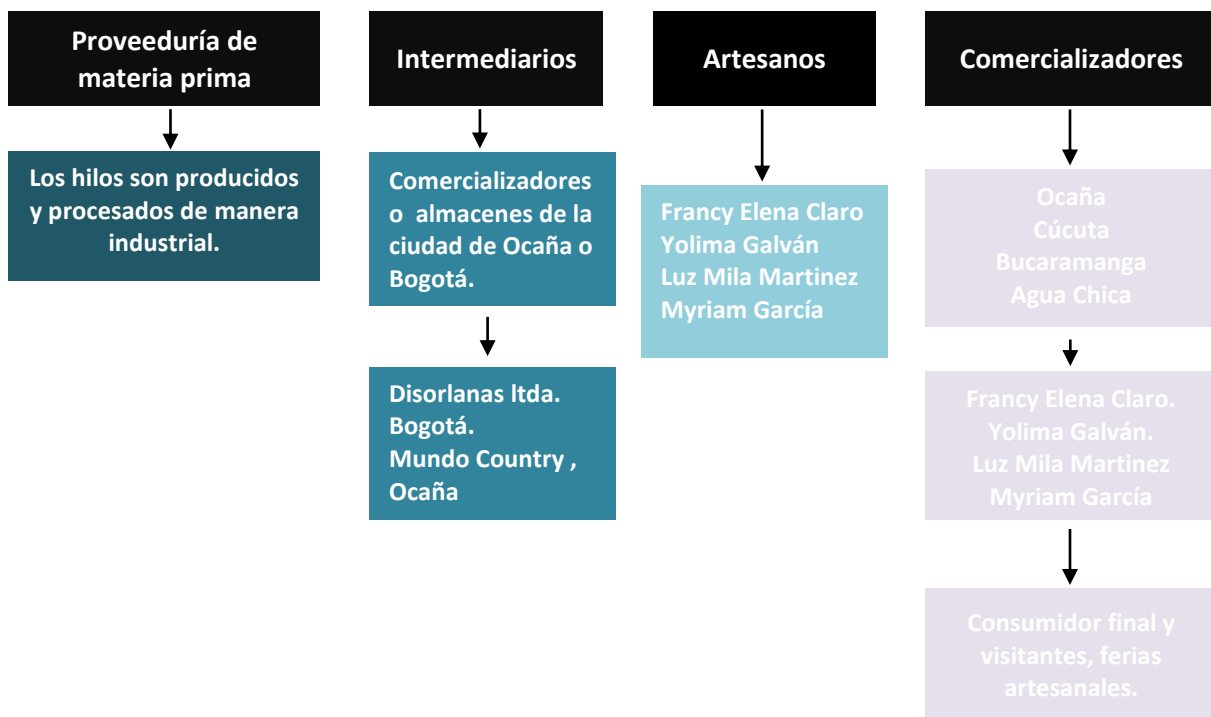 Proveeduría de
materia prima
Los hilos son producidos
y procesados de manera
industrial.
Intermediarios
Comercializadores
o almacenes de la
ciudad de Ocaña o
Bogotá.
Disorlanas ltda.
Bogotá.
Mundo Country ,
Ocaña
Artesanos
Francy Elena Claro
Yolima Galván
Luz Mila Martinez
Myriam García
Comercializadores
Ocaña
Cúcuta
Bucaramanga
Agua Chica
Francy Elena Claro.
Yolima Galván.
Luz Mila Martinez
Myriam García
Consumidor final y
visitantes, ferias
artesanales.